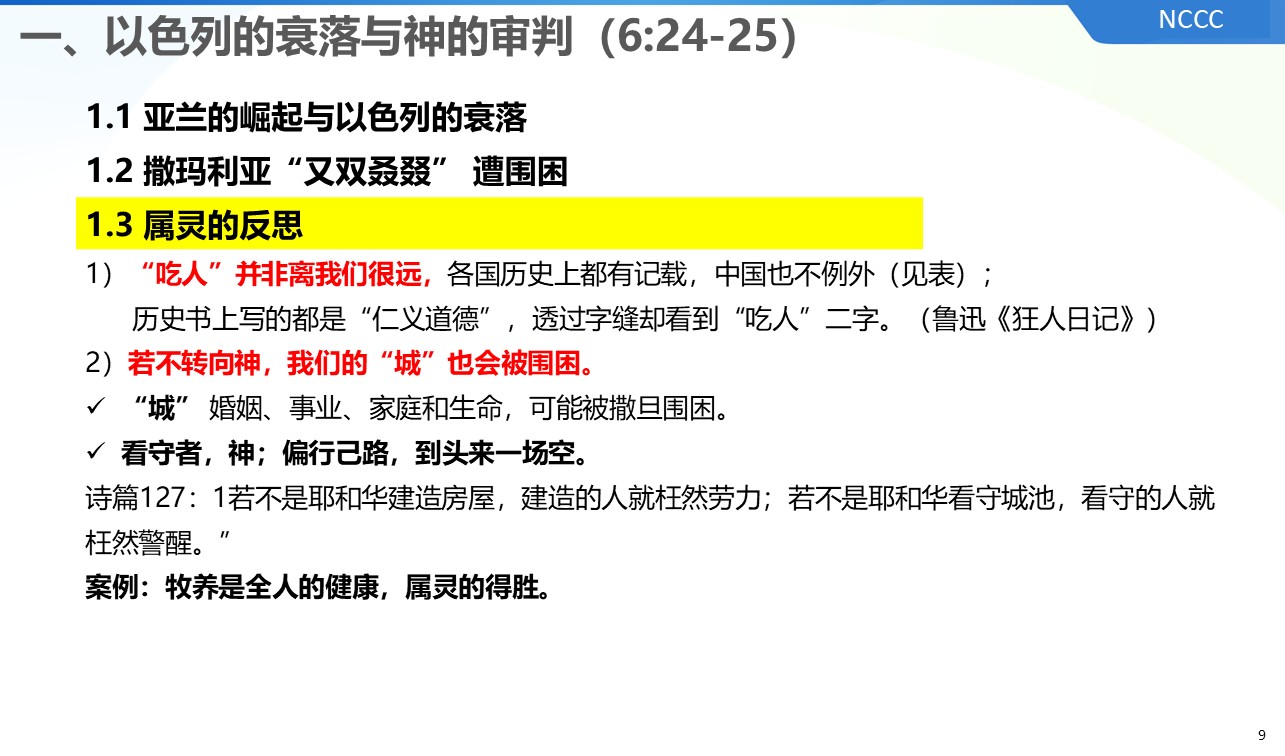 NCCC
一、以色列的衰落与神的审判（6:24-25）
1.1 亚兰的崛起与以色列的衰落
1.2 撒玛利亚“又双叒叕” 遭围困
1.3 属灵的反思
1）“吃人”并非离我们很远，各国历史上都有记载，中国也不例外（见表）;
历史书上写的都是“仁义道德”, 透过字缝却看到“吃人”二字。（鲁迅《狂人日记》）
2）若不转向神，我们的“城”也会被围困。
✓ “城” 婚姻、事业、家庭和生命，可能被撒旦围困。
✓ 看守者，神；偏行己路，到头来一场空。
诗篇127：1若不是耶和华建造房屋，建造的人就枉然劳力；若不是耶和华看守城池，看守的人就
枉然警醒。”
案例：牧养是全人的健康，属灵的得胜。
9